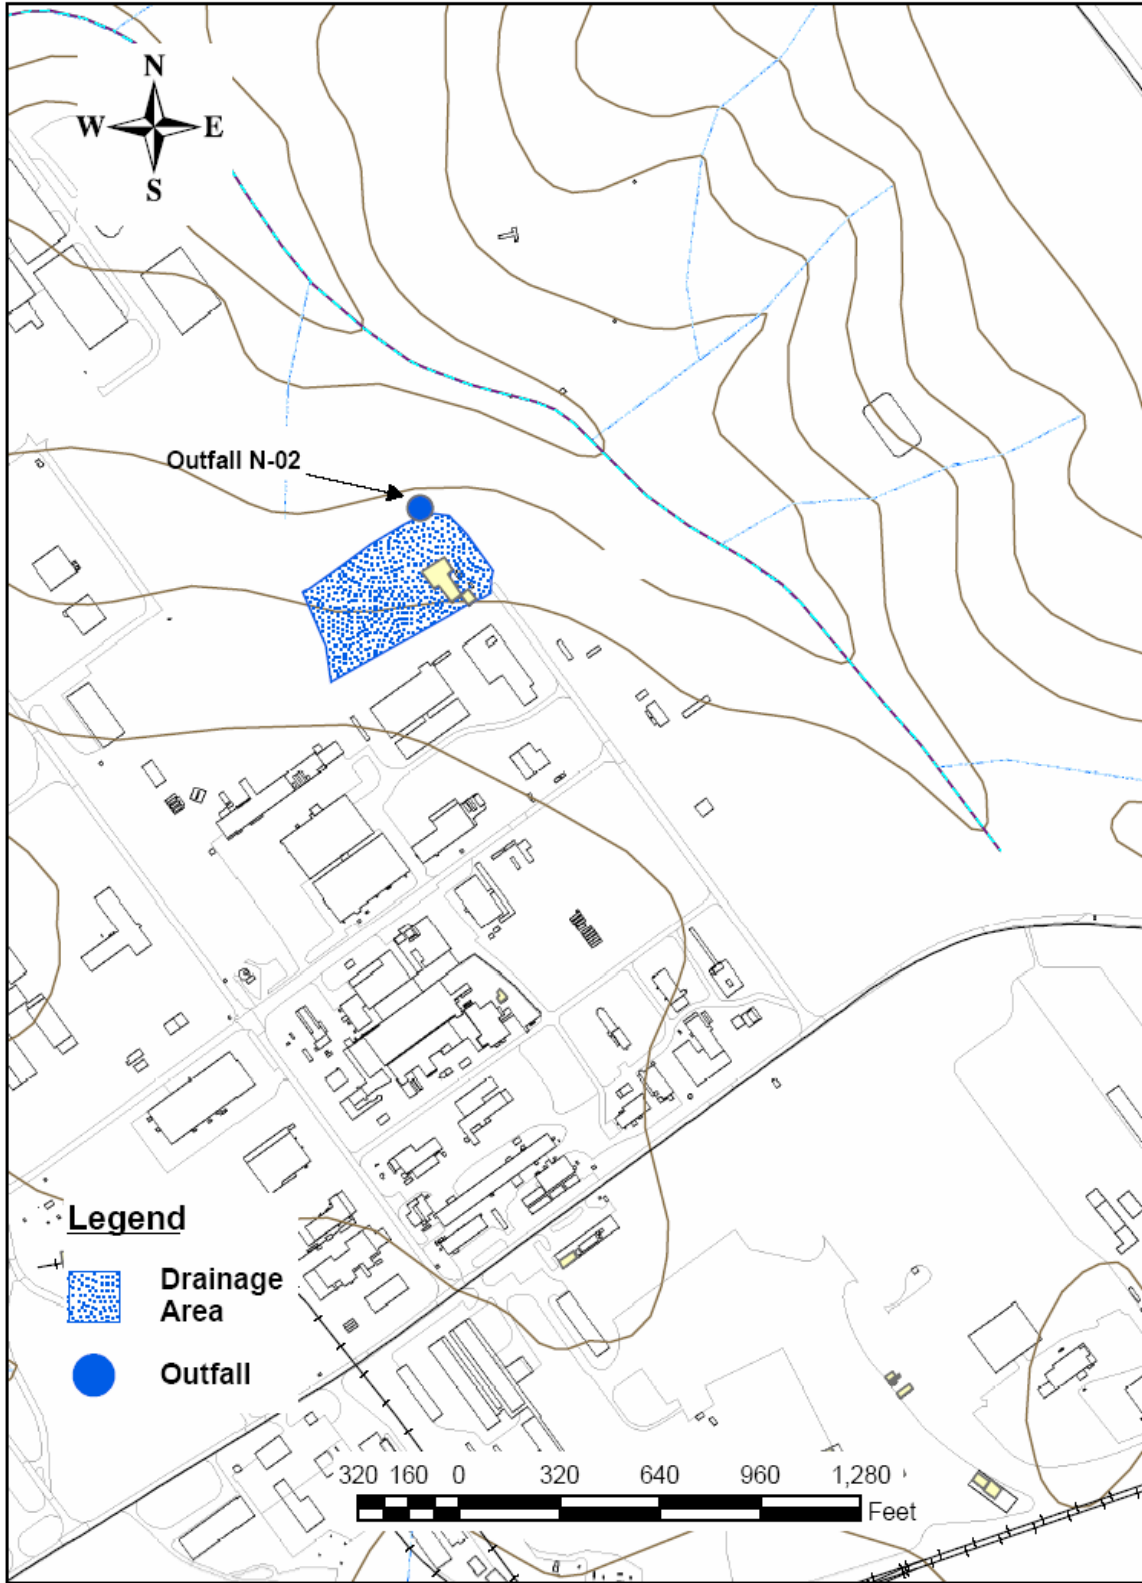 N
W E
S
Outfall N-02
Legend
Drainage
Area
Outfall
320 160 0 320 640 960 1,280
Feet